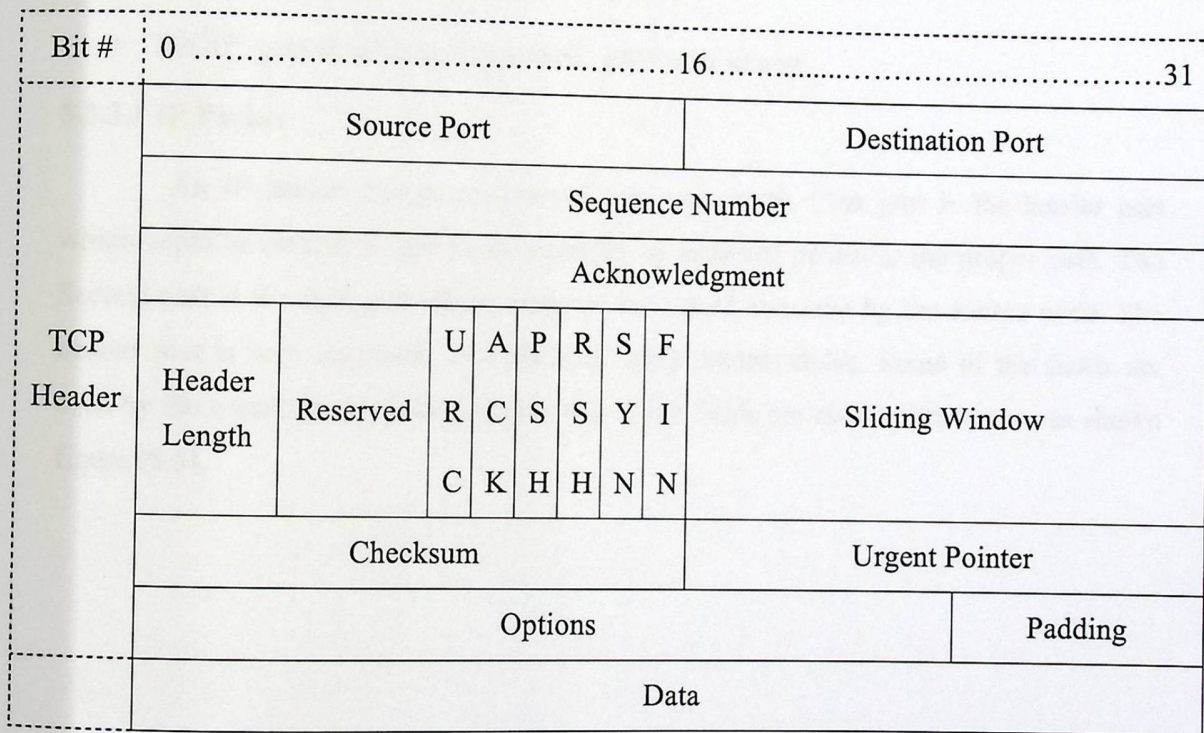 Bit # 0................................................16................................................31
Source Port Destination Port
Sequence Number
Acknowledgment
TCP
Header
Header
Length
Reserved
U A P R S F
R C S S Y I
C K H H N N
Sliding Window
Checksum Urgent Pointer
Options Padding
Data